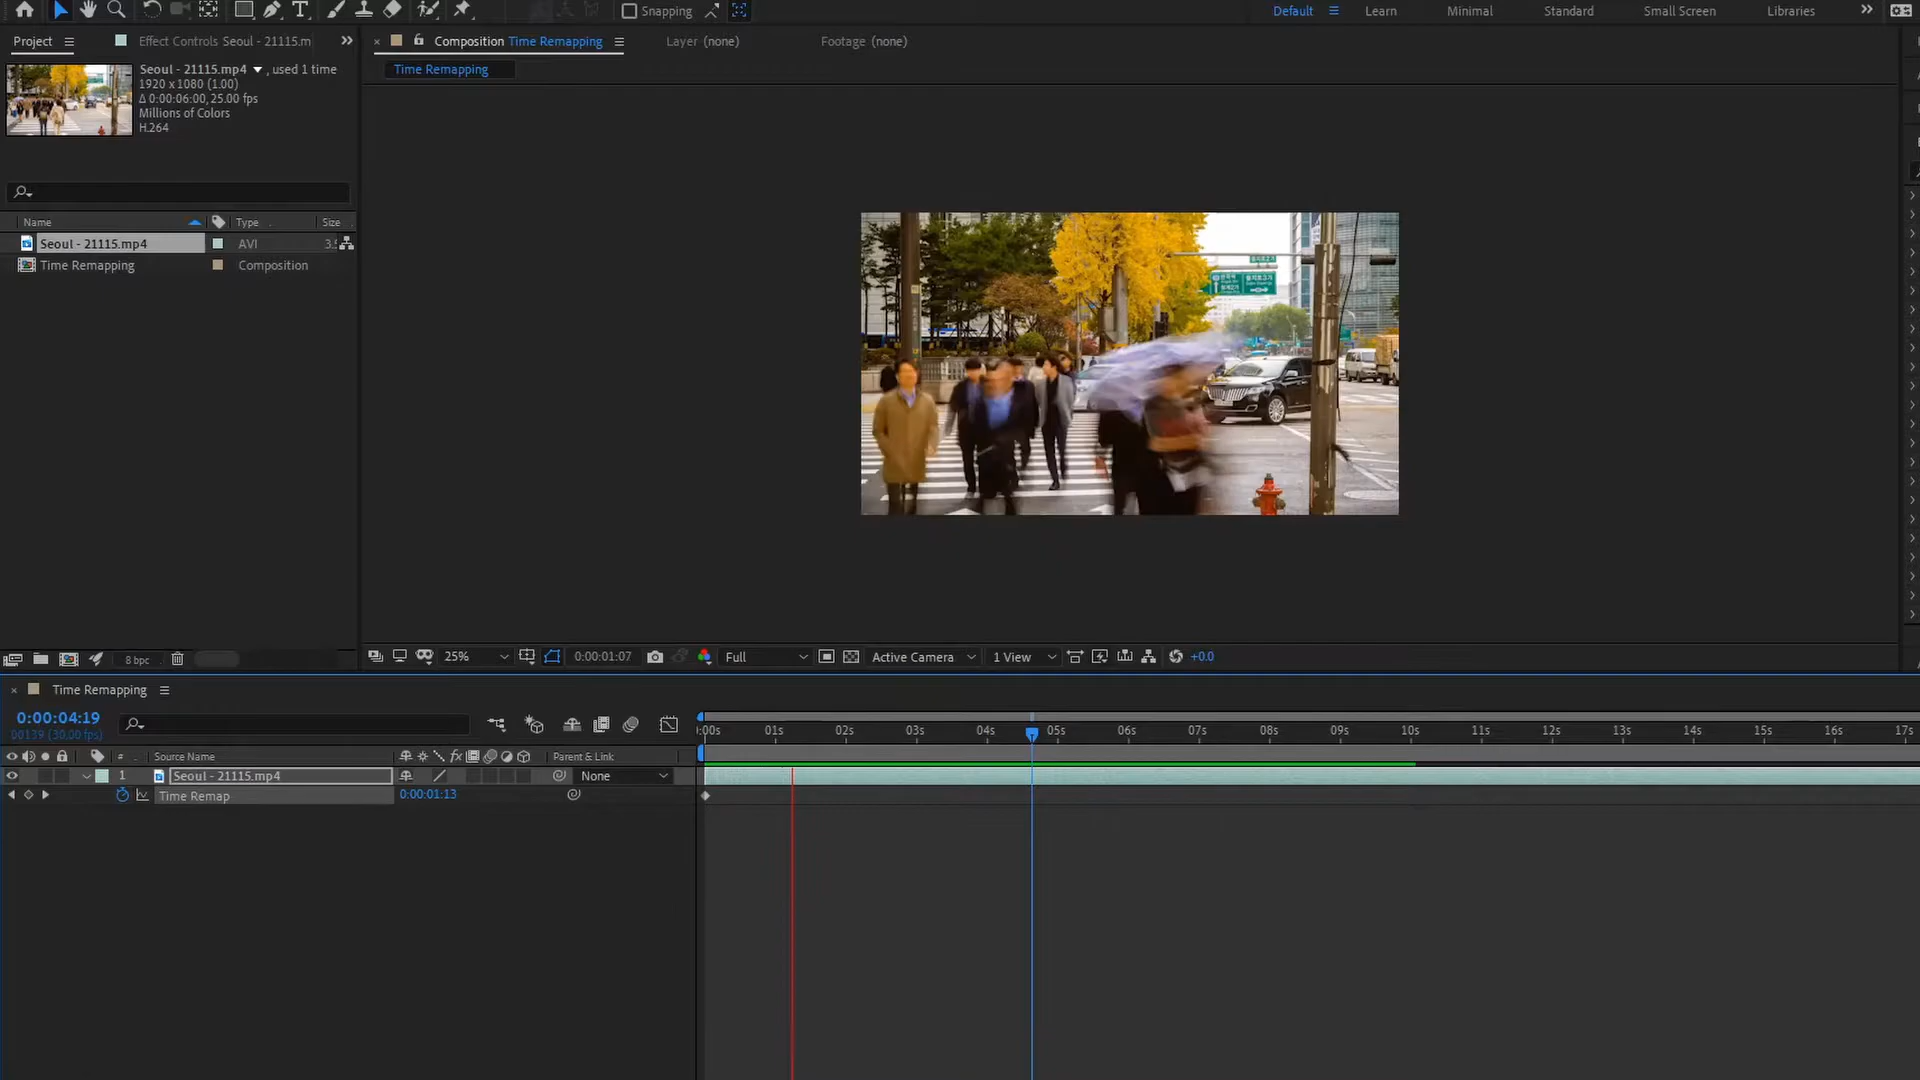 Snapping
Default
Learn
Minimal
Standard
Small Screen
Libraries
Project
Effect Controls Seoul - 21115.m
Composition Time Remapping
Layer (none)
Footage (none)
Time Remapping
Seoul - 21115.mp4 , used 1 time
1920 x 1080 (1.00)
Δ 0:00:06:00, 25.00 fps
Millions of Colors
H.264
Name Type Size
Seoul - 21115.mp4 AVI 3.
Time Remapping Composition
8 bpc
25%
0:00:01:07
Full
Active Camera
1 View
+0.0
Time Remapping
0:00:04:19
00139 (30.00 fps)
:00s 01s 02s 03s 04s 05s 06s 07s 08s 09s 10s 11s 12s 13s 14s 15s 16s 17s
# Source Name fx Parent & Link
1 Seoul - 21115.mp4 None
Time Remap 0:00:01:13